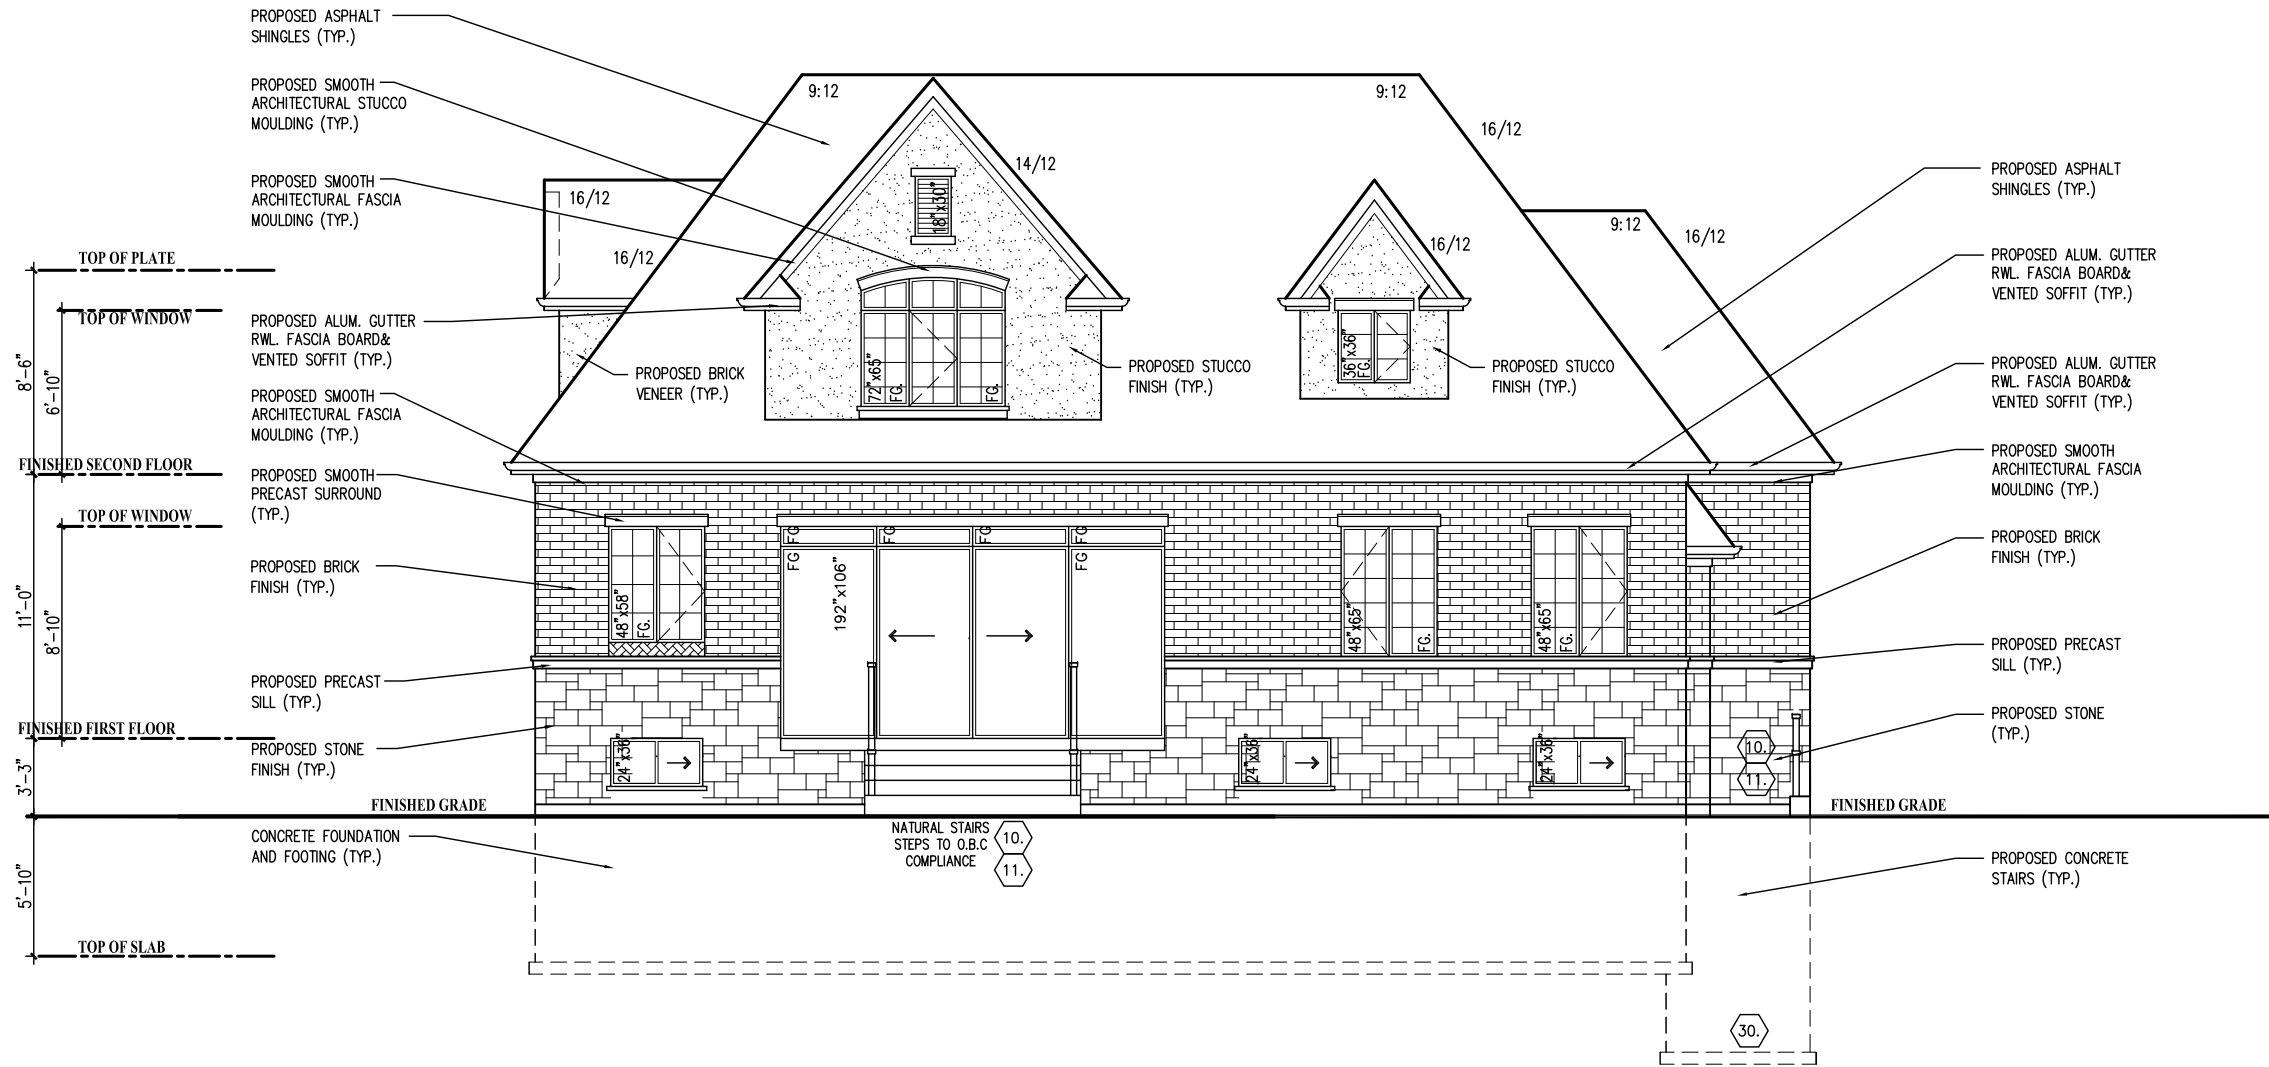 PROPOSED ASPHALT
SHINGLES (TYP.)
PROPOSED SMOOTH
ARCHITECTURAL STUCCO
MOULDING (TYP.)
PROPOSED SMOOTH
ARCHITECTURAL FASCIA
MOULDING (TYP.)
PROPOSED ALUM. GUTTER
RWL. FASCIA BOARD&
VENTED SOFFIT (TYP.)
PROPOSED SMOOTH
ARCHITECTURAL FASCIA
MOULDING (TYP.)
PROPOSED SMOOTH
PRECAST SURROUND
(TYP.)
PROPOSED BRICK
FINISH (TYP.)
PROPOSED PRECAST
SILL (TYP.)
PROPOSED STONE
FINISH (TYP.)
FINISHED GRADE
CONCRETE FOUNDATION
AND FOOTING (TYP.)
TOP OF PLATE
TOP OF WINDOW
FINISHED SECOND FLOOR
TOP OF WINDOW
FINISHED FIRST FLOOR
TOP OF SLAB
8'-6"
6'-10"
11'-0"
8'-10"
3'-3"
5'-10"
9:12
9:12
16/12
14/12
16/12
16/12
16/12
9:12
16/12
18"x30"
72"x65"
FG.
FG.
36"x36"
FG.
PROPOSED BRICK
VENEER (TYP.)
PROPOSED STUCCO
FINISH (TYP.)
PROPOSED STUCCO
FINISH (TYP.)
48"x58"
FG.
FG
FG
FG
FG
FG
FG
192"x106"
48"x65"
FG.
48"x65"
FG.
24"x36"
24"x36"
24"x36"
10.
11.
NATURAL STAIRS
STEPS TO O.B.C
COMPLIANCE
10.
11.
30.
PROPOSED ASPHALT
SHINGLES (TYP.)
PROPOSED ALUM. GUTTER
RWL. FASCIA BOARD&
VENTED SOFFIT (TYP.)
PROPOSED ALUM. GUTTER
RWL. FASCIA BOARD&
VENTED SOFFIT (TYP.)
PROPOSED SMOOTH
ARCHITECTURAL FASCIA
MOULDING (TYP.)
PROPOSED BRICK
FINISH (TYP.)
PROPOSED PRECAST
SILL (TYP.)
PROPOSED STONE
(TYP.)
FINISHED GRADE
PROPOSED CONCRETE
STAIRS (TYP.)